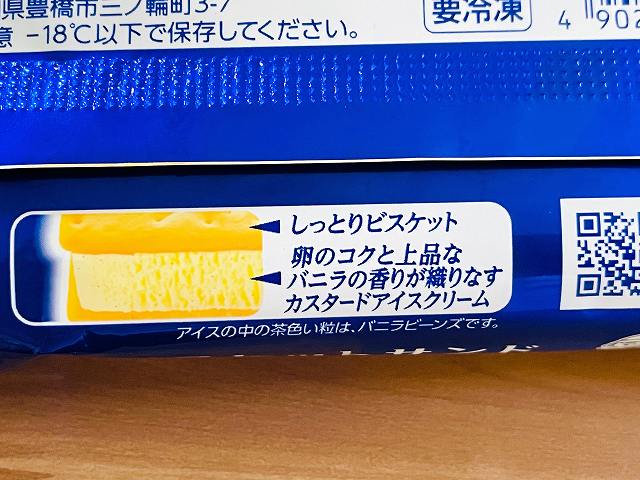 県豊橋市三ノ輪町3-7
意 -18℃以下で保存してください。
要冷凍
4 902
しっとりビスケット
卵のコクと上品な
バニラの香りが織りなす
カスタードアイスクリーム
アイスの中の茶色い粒は、バニラビーンズです。